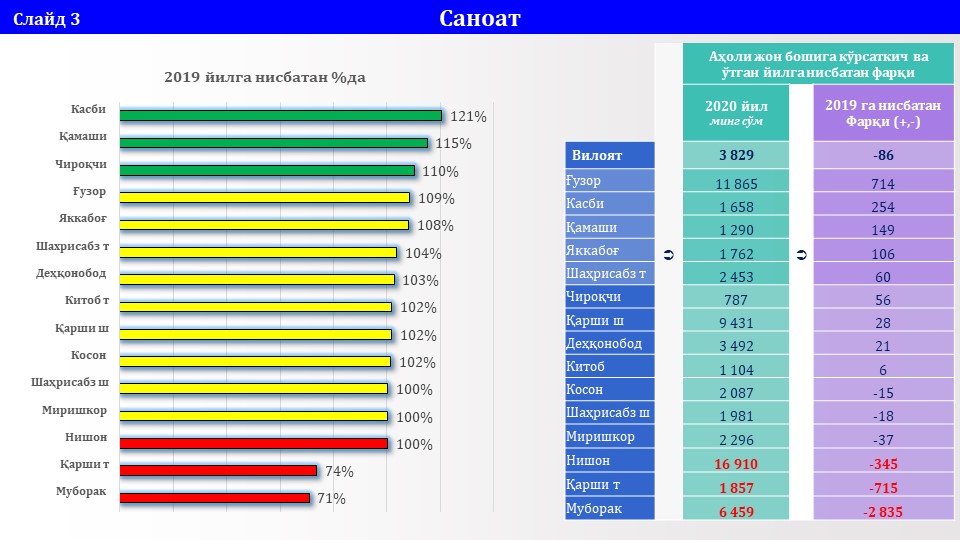 Слайд 3
Саноат
2019 йилга нисбатан %да
Касби 121%
Қамаши 115%
Чироқчи 110%
Ғузор 109%
Яккабоғ 108%
Шахрисабз т 104%
Деҳқонобод 103%
Китоб т 102%
Қарши ш 102%
Косон 102%
Шаҳрисабз ш 100%
Миришкор 100%
Нишон 100%
Қарши т 74%
Муборак 71%
Аҳоли жон бошига кўрсаткич ва
ўтган йилга нисбатан фарқи
2020 йил
минг сўм
2019 га нисбатан
Фарқи (+,-)
Вилоят 3 829 -86
Ғузор 11 865 714
Касби 1 658 254
Қамаши 1 290 149
Яккабоғ 1 762 106
Шаҳрисабз т 2 453 60
Чироқчи 787 56
Қарши ш 9 431 28
Деҳқонобод 3 492 21
Китоб 1 104 6
Косон 2 087 -15
Шаҳрисабз ш 1 981 -18
Миришкор 2 296 -37
Нишон 16 910 -345
Қарши т 1 857 -715
Муборак 6 459 -2 835